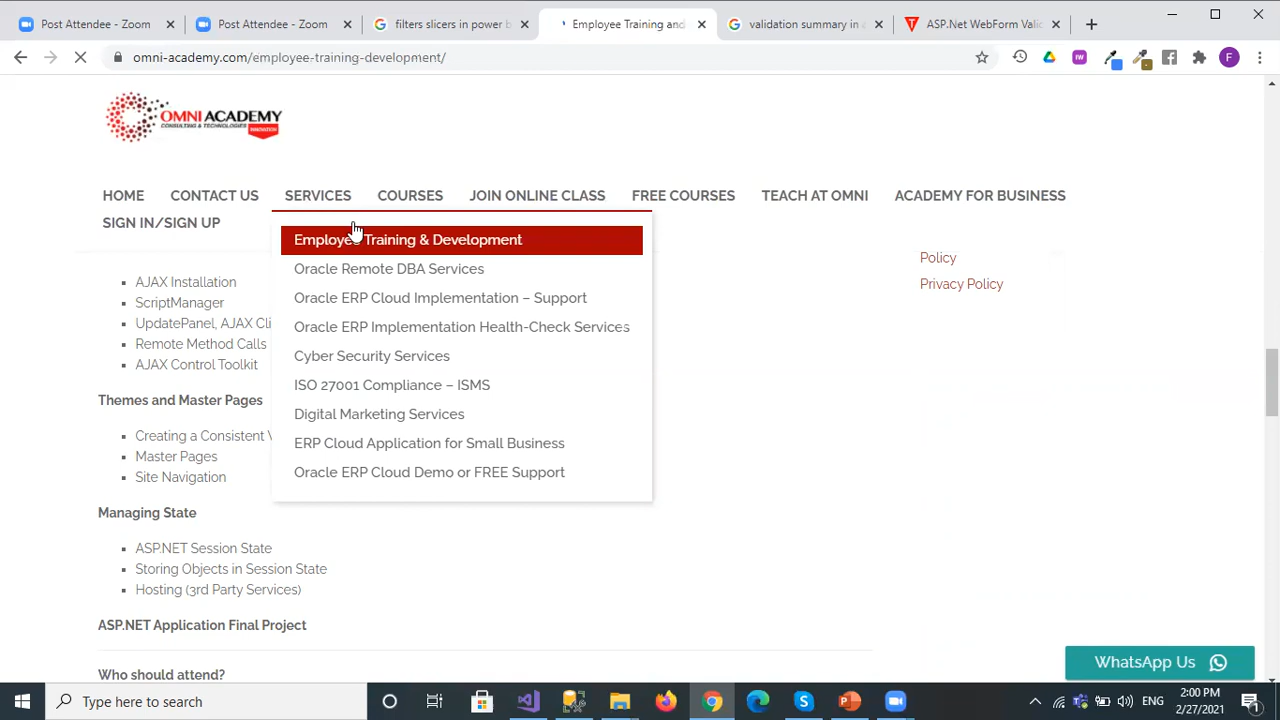 Post Attendee - Zoom
Post Attendee - Zoom
filters slicers in power b
Employee Training and
validation summary in
ASP.Net WebForm Vali
omni-academy.com/employee-training-development/
F
OMNI ACADEMY
CONSULTING & TECHNOLOGIES
HOME
CONTACT US
SERVICES
COURSES
JOIN ONLINE CLASS
FREE COURSES
TEACH AT OMNI
ACADEMY FOR BUSINESS
SIGN IN/SIGN UP
Employee Training & Development
Oracle Remote DBA Services
Oracle ERP Cloud Implementation – Support
Oracle ERP Implementation Health-Check Services
Cyber Security Services
ISO 27001 Compliance – ISMS
Digital Marketing Services
ERP Cloud Application for Small Business
Oracle ERP Cloud Demo or FREE Support
Policy
Privacy Policy
AJAX Installation
ScriptManager
UpdatePanel, AJAX Cli
Remote Method Calls
AJAX Control Toolkit
Themes and Master Pages
Creating a Consistent
Master Pages
Site Navigation
Managing State
ASP.NET Session State
Storing Objects in Session State
Hosting (3rd Party Services)
ASP.NET Application Final Project
Who should attend?
WhatsApp Us
Type here to search
ENG
2:00 PM
2/27/2021